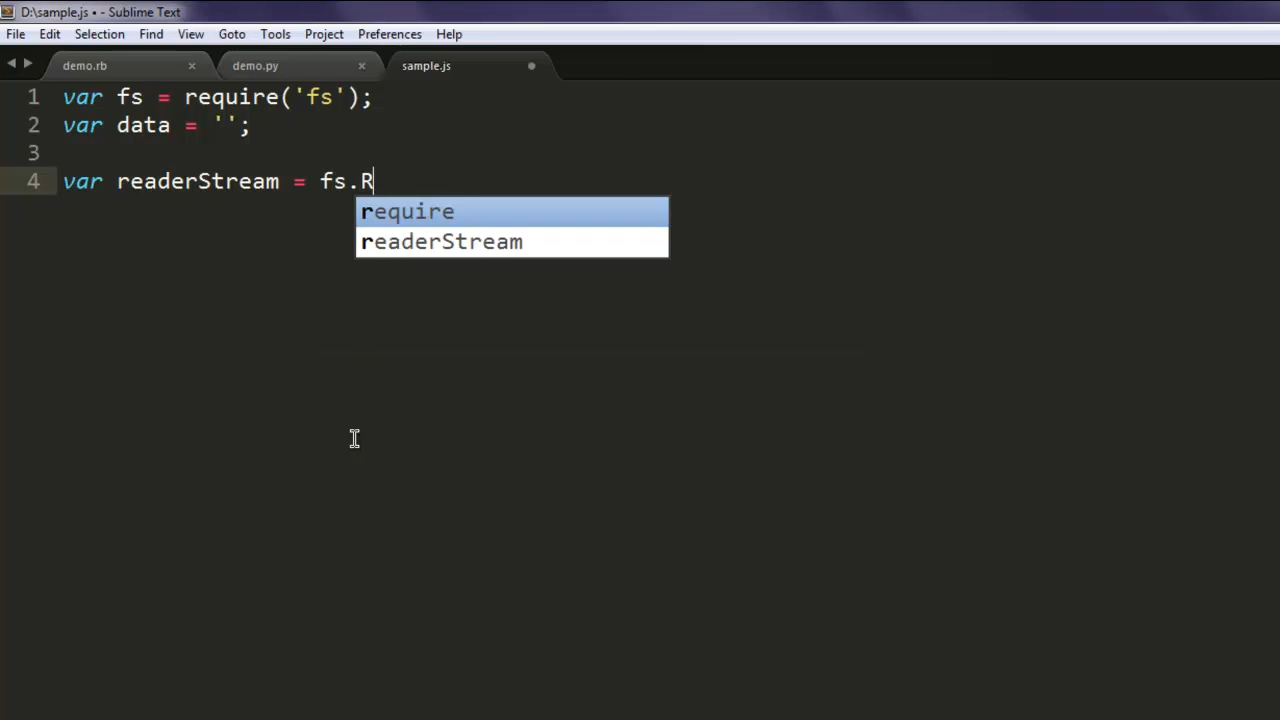 D:\sample.js • - Sublime Text
File Edit Selection Find View Goto Tools Project Preferences Help
demo.rb × demo.py × sample.js
1 var fs = require('fs');
2 var data = '';
3
4 var readerStream = fs.R
require
readerStream